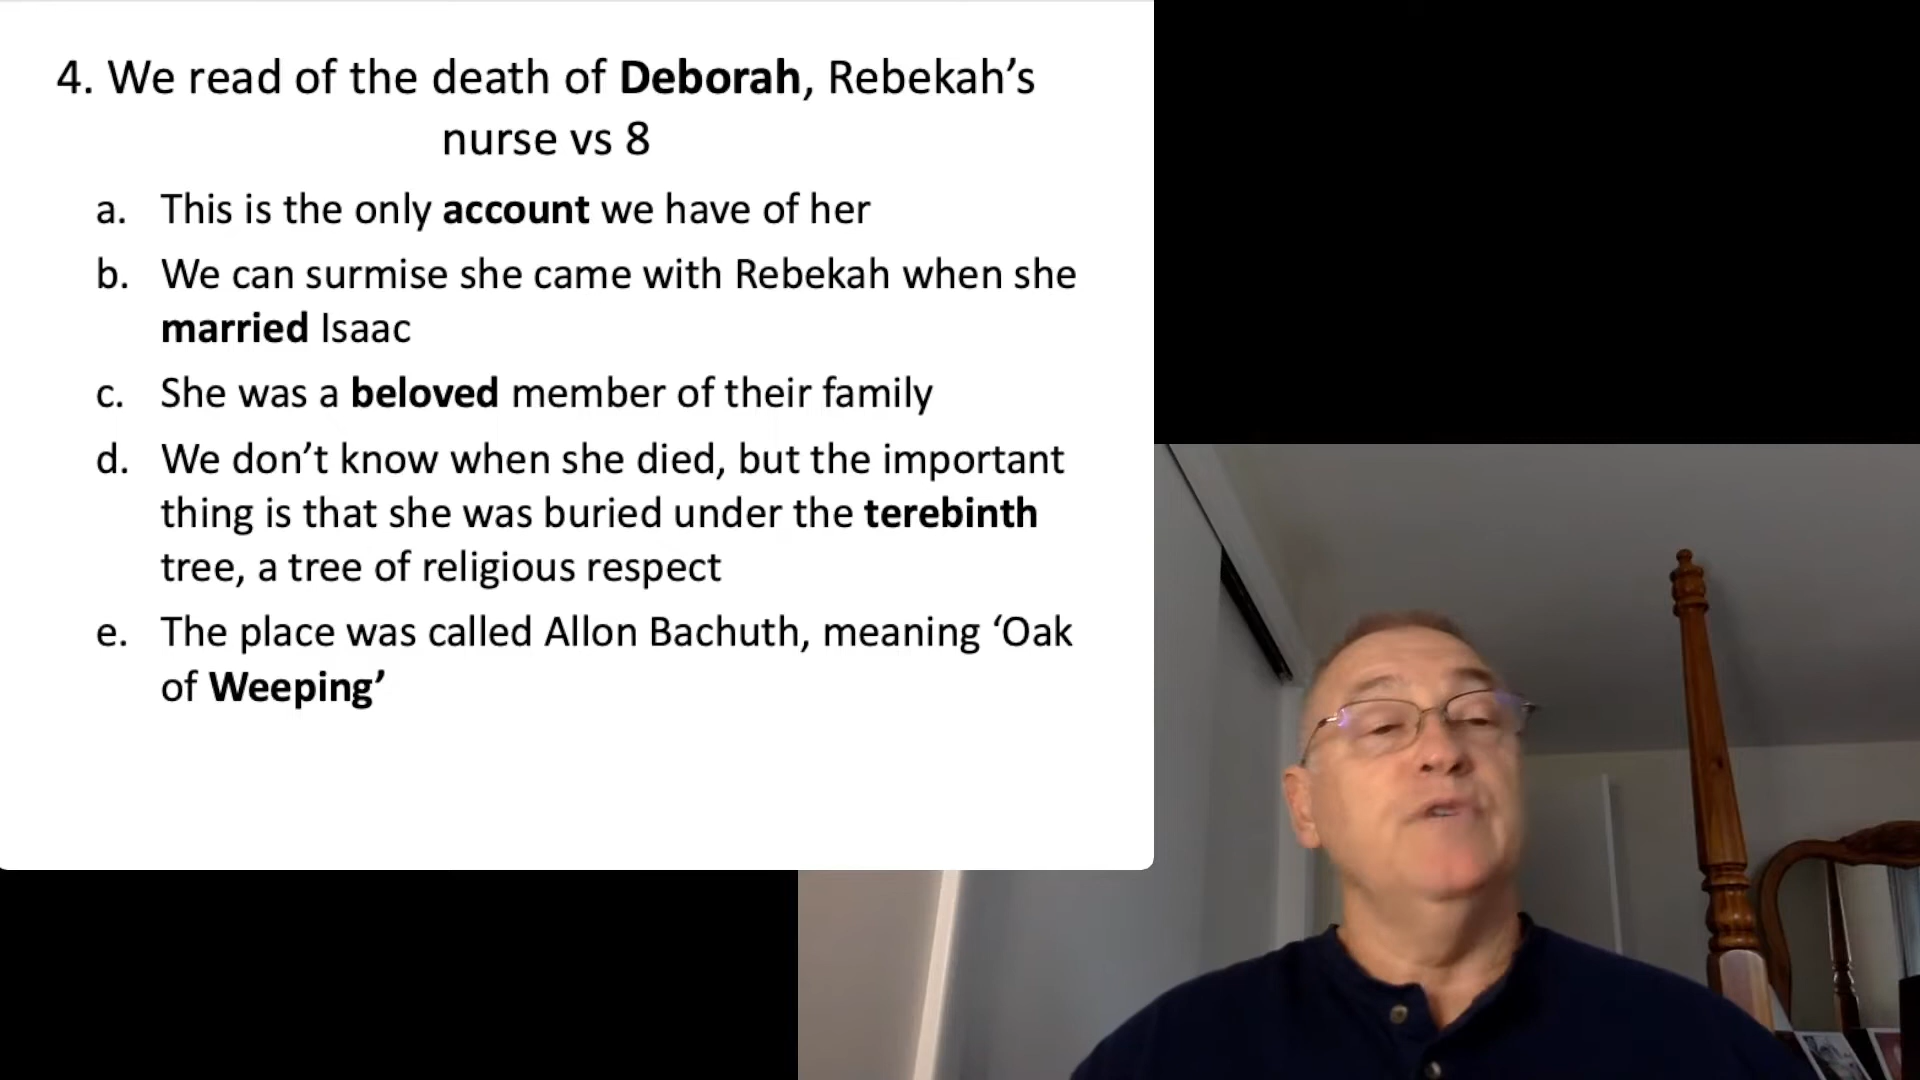 4. We read of the death of Deborah, Rebekah’s
nurse vs 8
a. This is the only account we have of her
b. We can surmise she came with Rebekah when she
married Isaac
c. She was a beloved member of their family
d. We don’t know when she died, but the important
thing is that she was buried under the terebinth
tree, a tree of religious respect
e. The place was called Allon Bachuth, meaning ‘Oak
of Weeping’